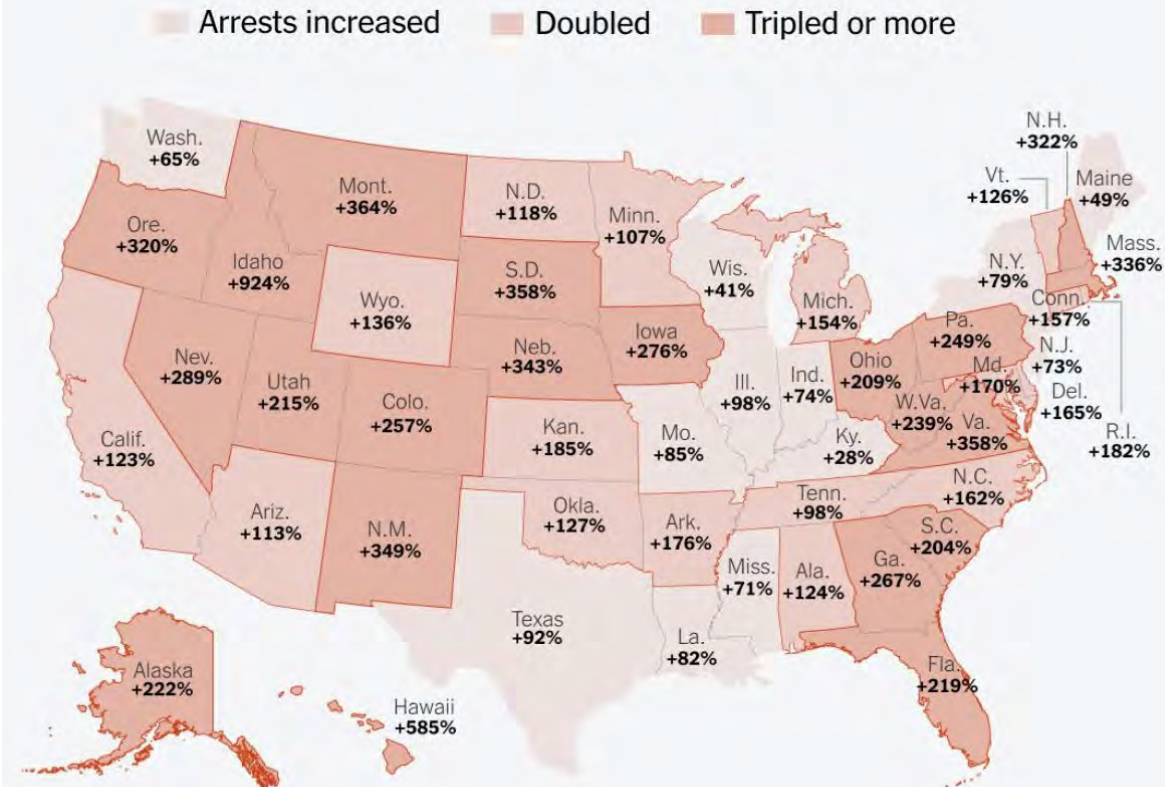 Arrests increased
Doubled
Tripled or more
Wash.
+65%
Ore.
+320%
Idaho
+924%
Mont.
+364%
N.D.
+118%
Minn.
+107%
Wis.
+41%
Mich.
+154%
N.H.
+322%
Vt.
+126%
Maine
+49%
Mass.
+336%
N.Y.
+79%
Conn.
+157%
R.I.
+182%
Wyo.
+136%
S.D.
+358%
Iowa
+276%
Neb.
+343%
Nev.
+289%
Utah
+215%
Colo.
+257%
Calif.
+123%
Ill.
+98%
Ind.
+74%
Ohio
+209%
Pa.
+249%
N.J.
+73%
Md.
+170%
Del.
+165%
W.Va.
+239%
Va.
+358%
Kan.
+185%
Mo.
+85%
Ky.
+28%
N.C.
+162%
Tenn.
+98%
Ariz.
+113%
N.M.
+349%
Okla.
+127%
Ark.
+176%
S.C.
+204%
Ga.
+267%
Miss.
+71%
Ala.
+124%
Texas
+92%
La.
+82%
Fla.
+219%
Alaska
+222%
Hawaii
+585%